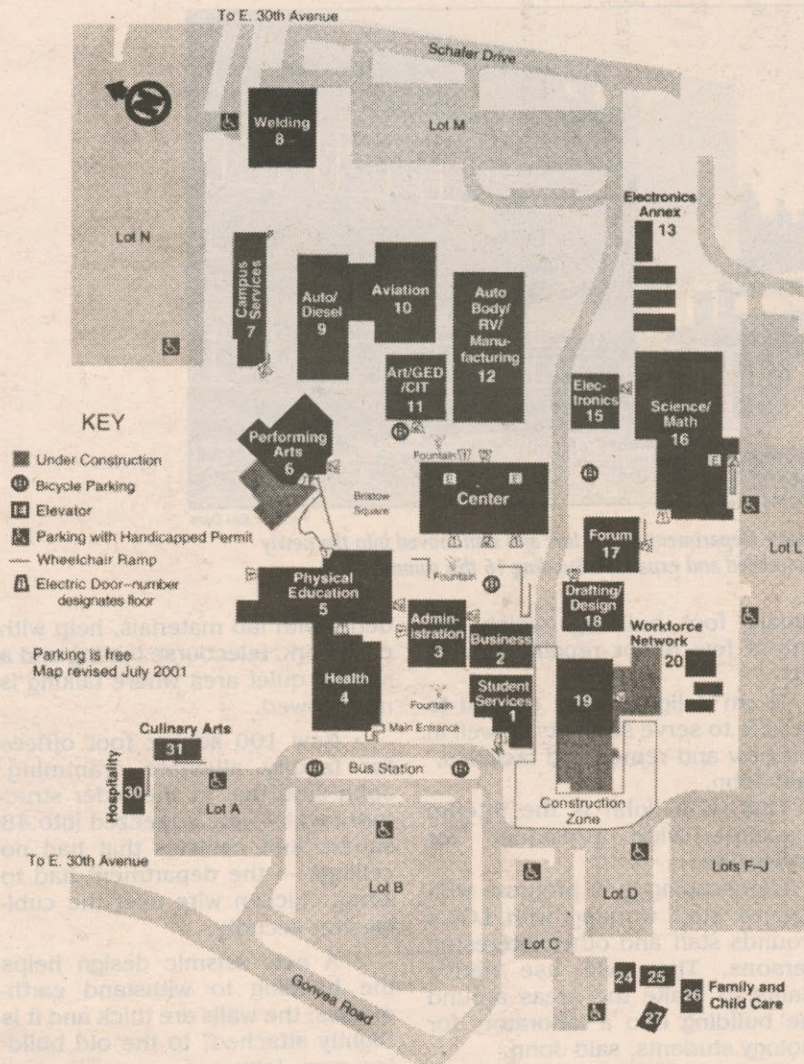 To E. 30th Avenue
Schafer Drive
N
Welding
8
Lot M
Lot N
Electronics
Annex
13
Campus
Services
7
Auto/
Diesel
9
Aviation
10
Auto
Body/
RV/
Manu-
facturing
12
Art/GED
/CIT
11
Elec-
tronics
15
Science/
Math
16
KEY
Under Construction
Bicycle Parking
Elevator
Parking with Handicapped Permit
Wheelchair Ramp
Electric Door–number
designates floor
Performing
Arts
6
Fountain
Bristow
Square
Center
Forum
17
Lot L
Fountain
Physical
Education
5
Admin-
istration
3
Business
2
Drafting/
Design
18
Workforce
Network
20
Parking is free
Map revised July 2001
Health
4
Fountain
Student
Services
1
19
Main Entrance
Culinary Arts
31
Hospitality
30
Lot A
Bus Station
Construction
Zone
To E. 30th Avenue
Lot B
Lot C
Lot D
Lots F–J
Gonyea Road
24
25
26
27
Family and
Child Care